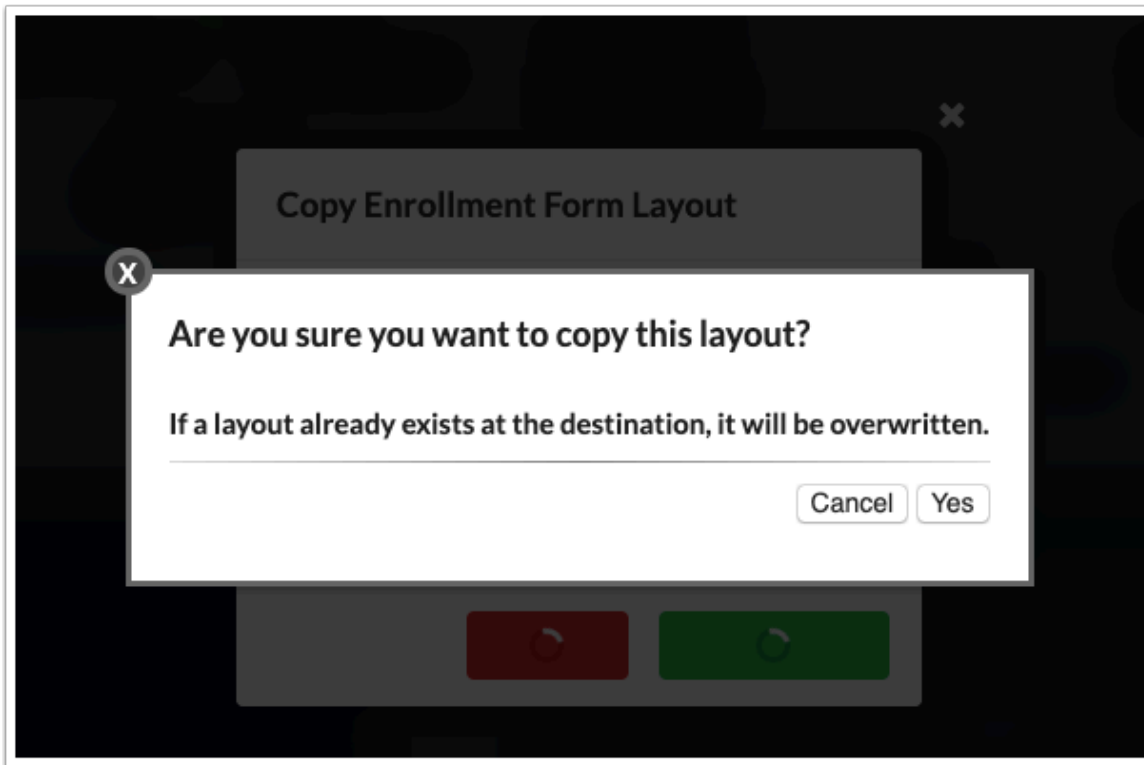 Copy Enrollment Form Layout
X
Are you sure you want to copy this layout?
If a layout already exists at the destination, it will be overwritten.
Cancel Yes